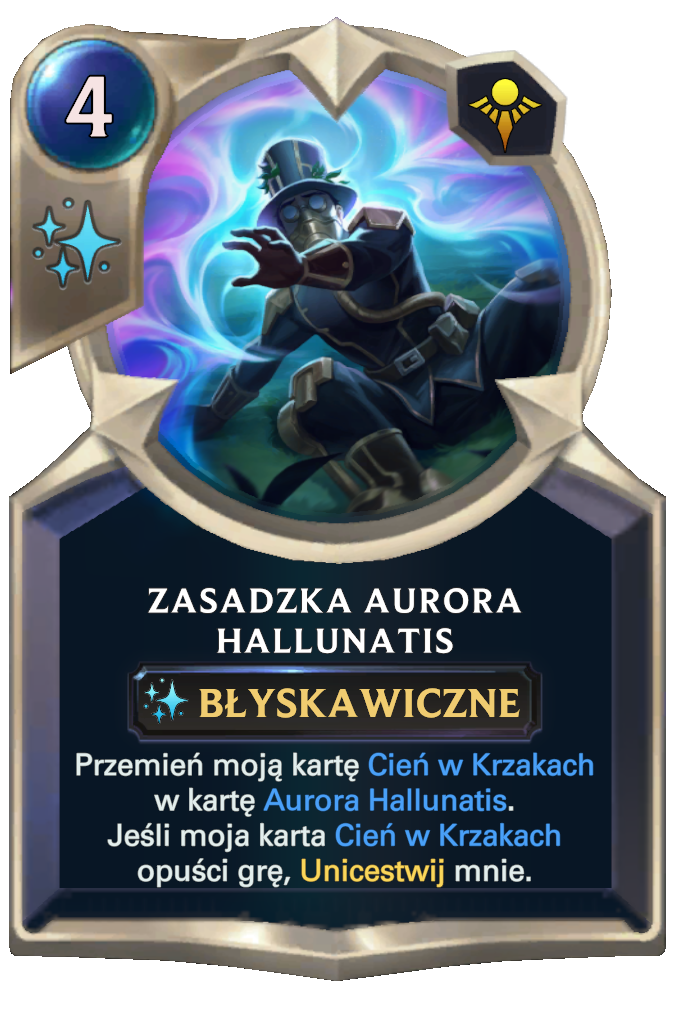 4
ZASADZKA AURORA
HALLUNATIS
BŁYSKAWICZNE
Przemień moją kartę Cień w Krzakach
w kartę Aurora Hallunatis.
Jeśli moja karta Cień w Krzakach
opuści grę, Unicestwij mnie.